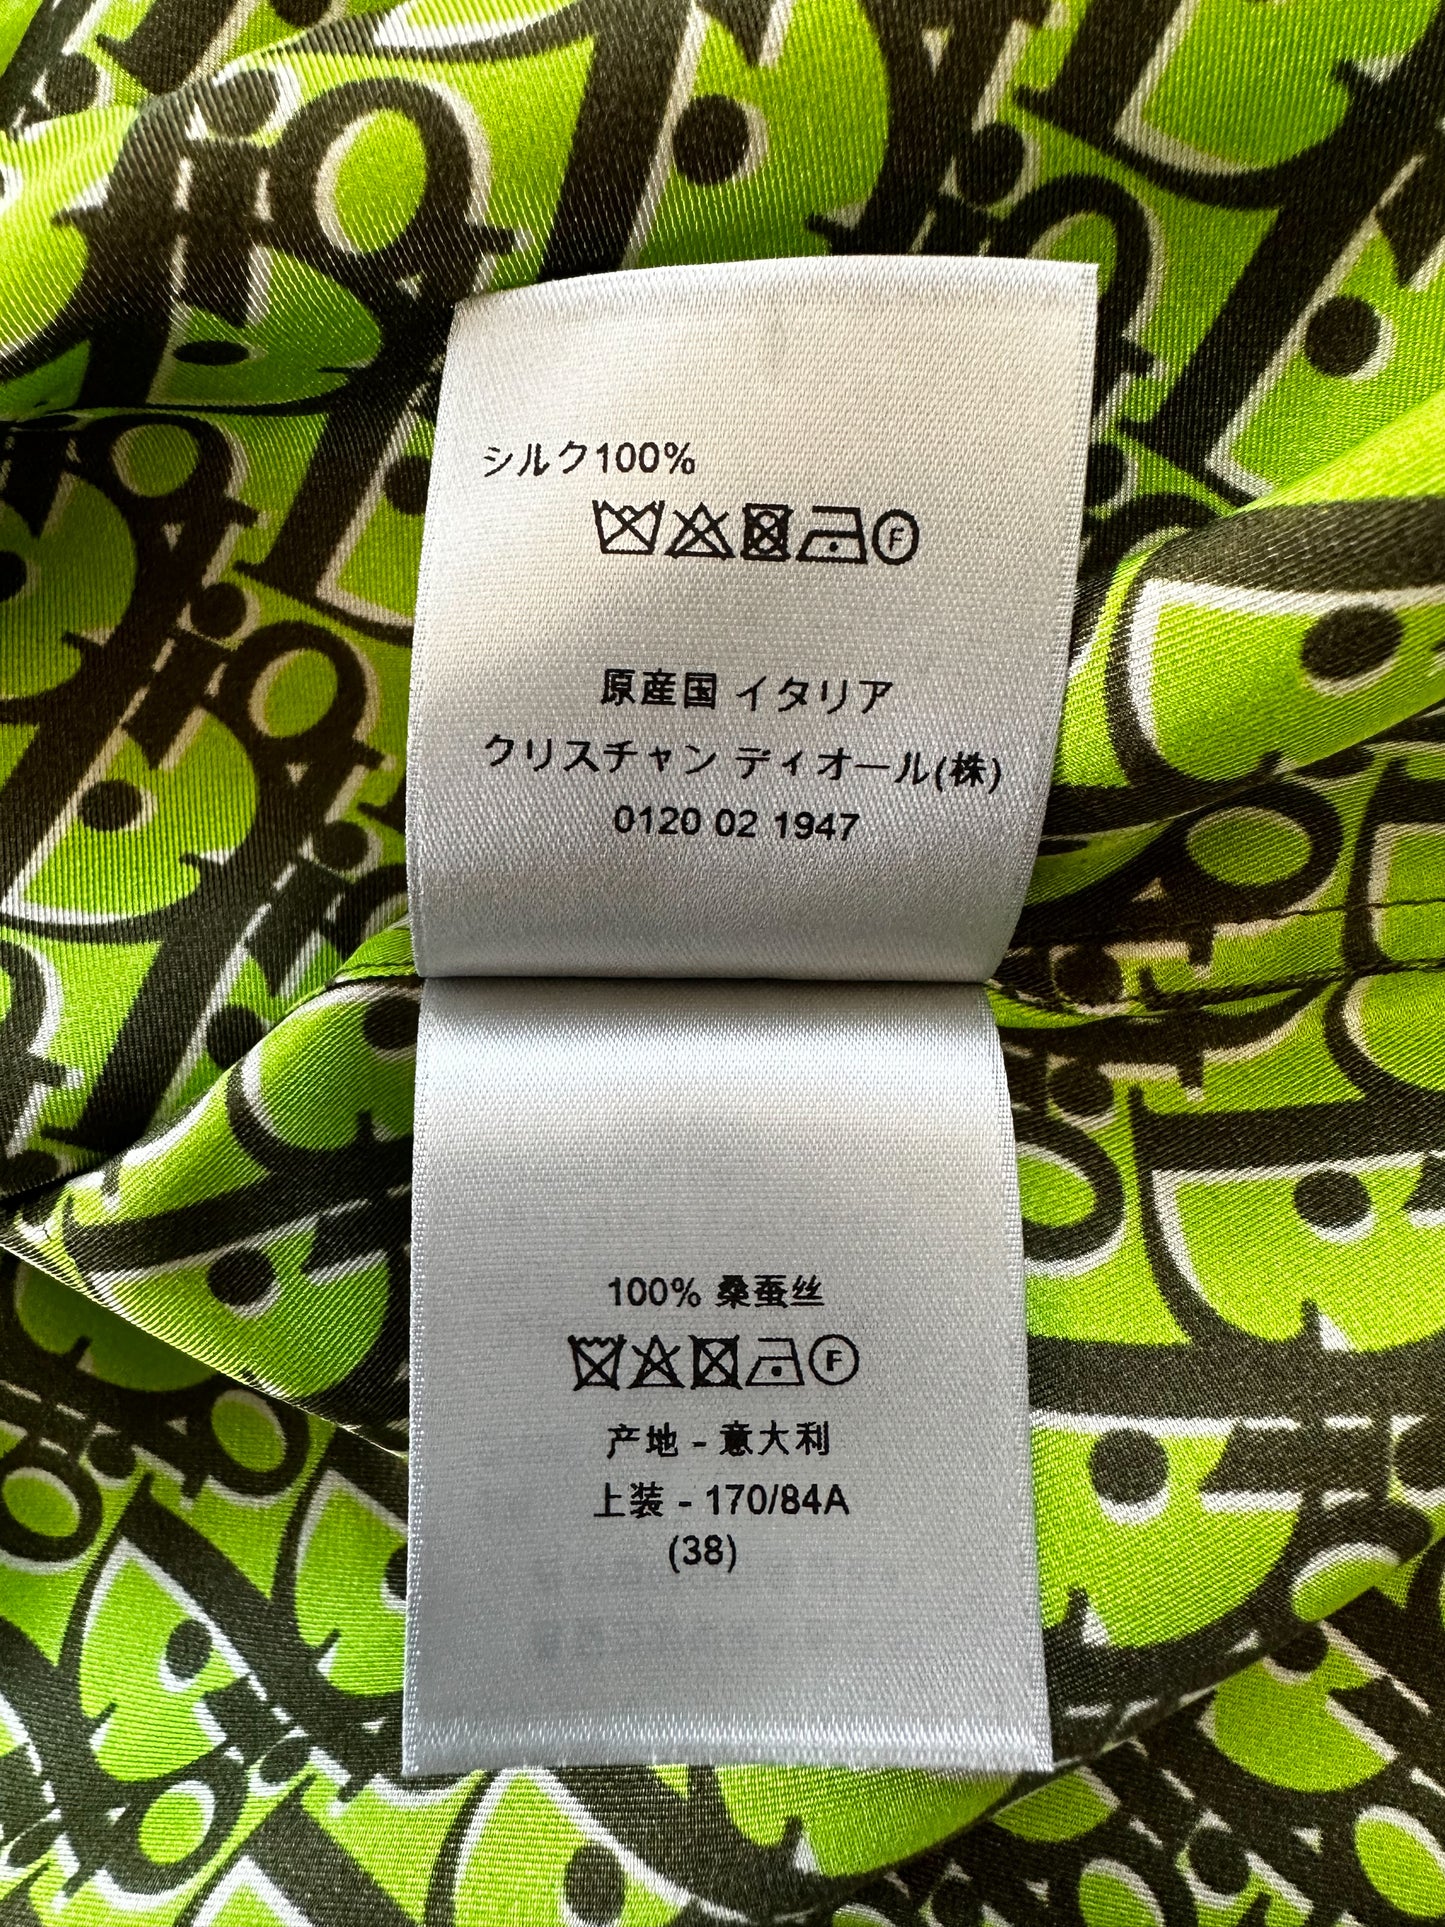 シルク100%
F
原産国 イタリア
クリスチャン ディオール(株)
0120 02 1947
100% 桑蚕丝
F
产地 - 意大利
上装 - 170/84A
(38)